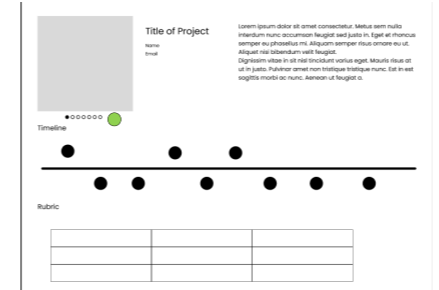 Title of Project
Name
Email
Lorem ipsum dolor sit amet consectetur. Metus sem nulla
interdum nunc accumsan feugiat sed justo in. Eget et rhoncus
semper eu phasellus mi. Aliquam semper risus ornare eu ut.
Aliquet nisi bibendum velit feugiat.
Dignissim vitae in sit nisl tincidunt varius eget. Mauris risus at
ut in justo. Pulvinar amet non tristique tristique nunc. Est in est
sagittis morbi ac nunc. Aenean ut feugiat a.
Timeline
Rubric